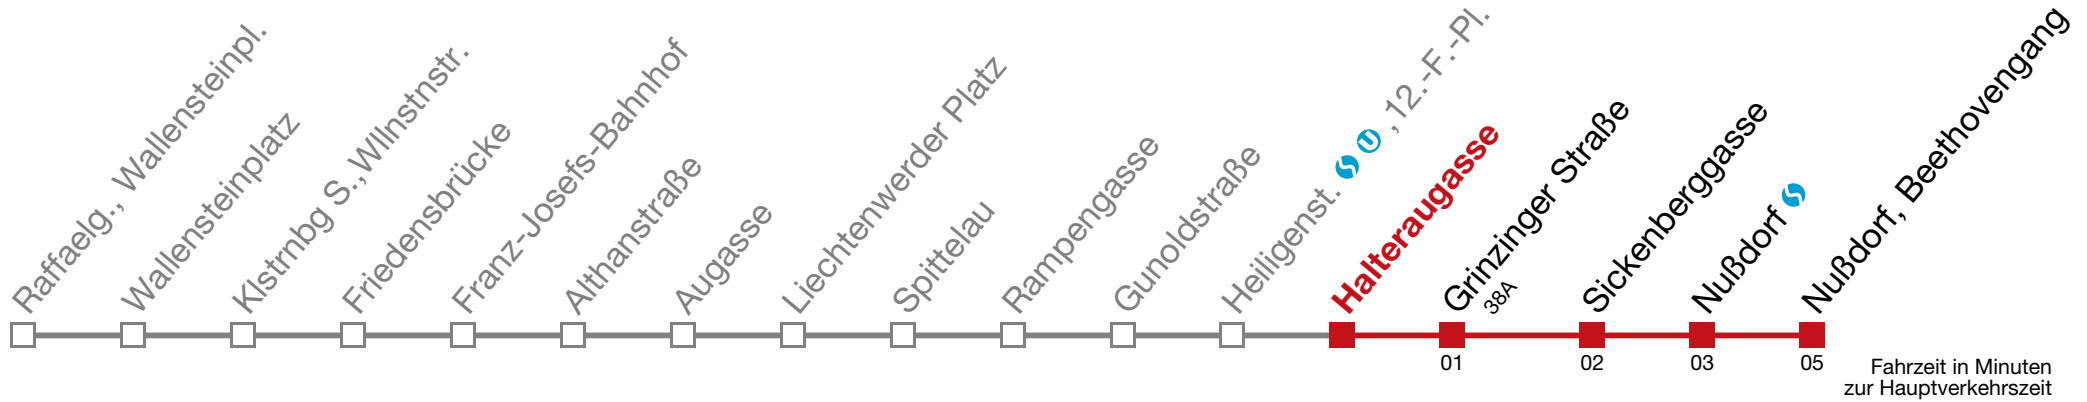 Raffaelg., Wallensteinpl.
Wallensteinplatz
Klstrnbg S.,Wllnstnstr.
Friedensbrücke
Franz-Josefs-Bahnhof
Althanstraße
Augasse
Liechtenwerder Platz
Spittelau
Rampengasse
Gunoldstraße
Heiligenst. S U , 12.-F.-Pl.
Halteraugasse
Grinzinger Straße
38A
Sickenberggasse
Nußdorf S
Nußdorf, Beethovengang
01 02 03 05
Fahrzeit in Minuten
zur Hauptverkehrszeit